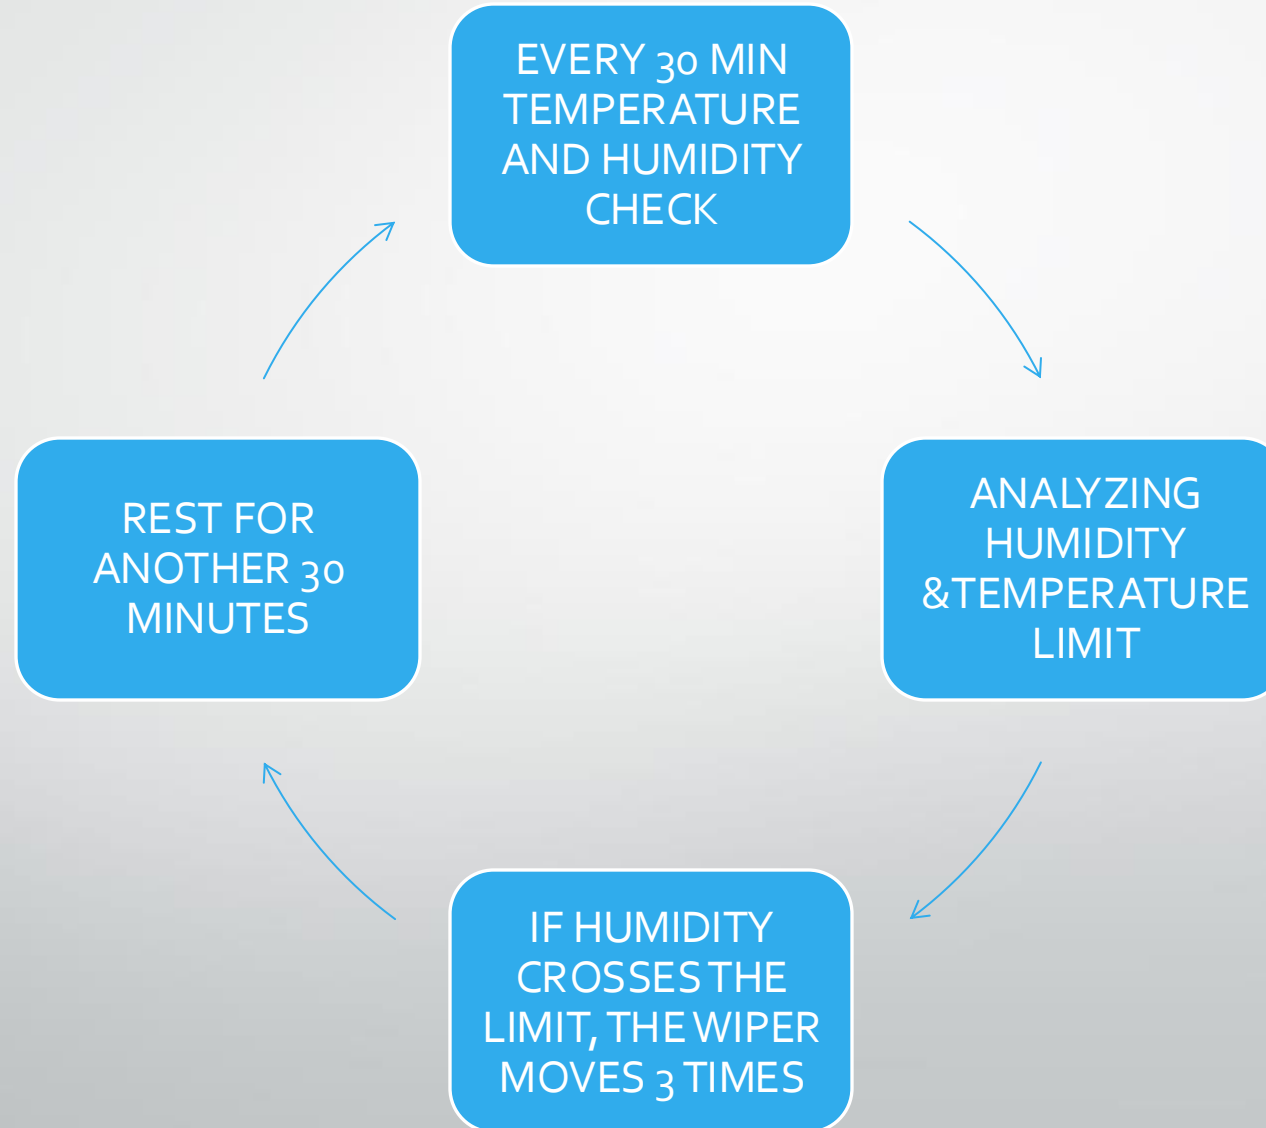 EVERY 30 MIN
TEMPERATURE
AND HUMIDITY
CHECK
ANALYZING
HUMIDITY
&TEMPERATURE
LIMIT
IF HUMIDITY
CROSSES THE
LIMIT, THE WIPER
MOVES 3 TIMES
REST FOR
ANOTHER 30
MINUTES